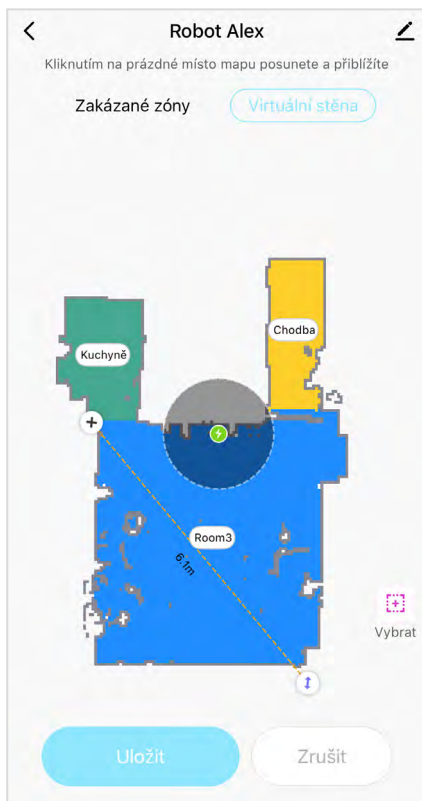 Robot Alex
Kliknutím na prázdné místo mapu posunete a přiblížíte
Zakázané zóny
Virtuální stěna
Chodba
Kuchyně
Room3
6.1m
Vybrat
Uložit
Zrušit